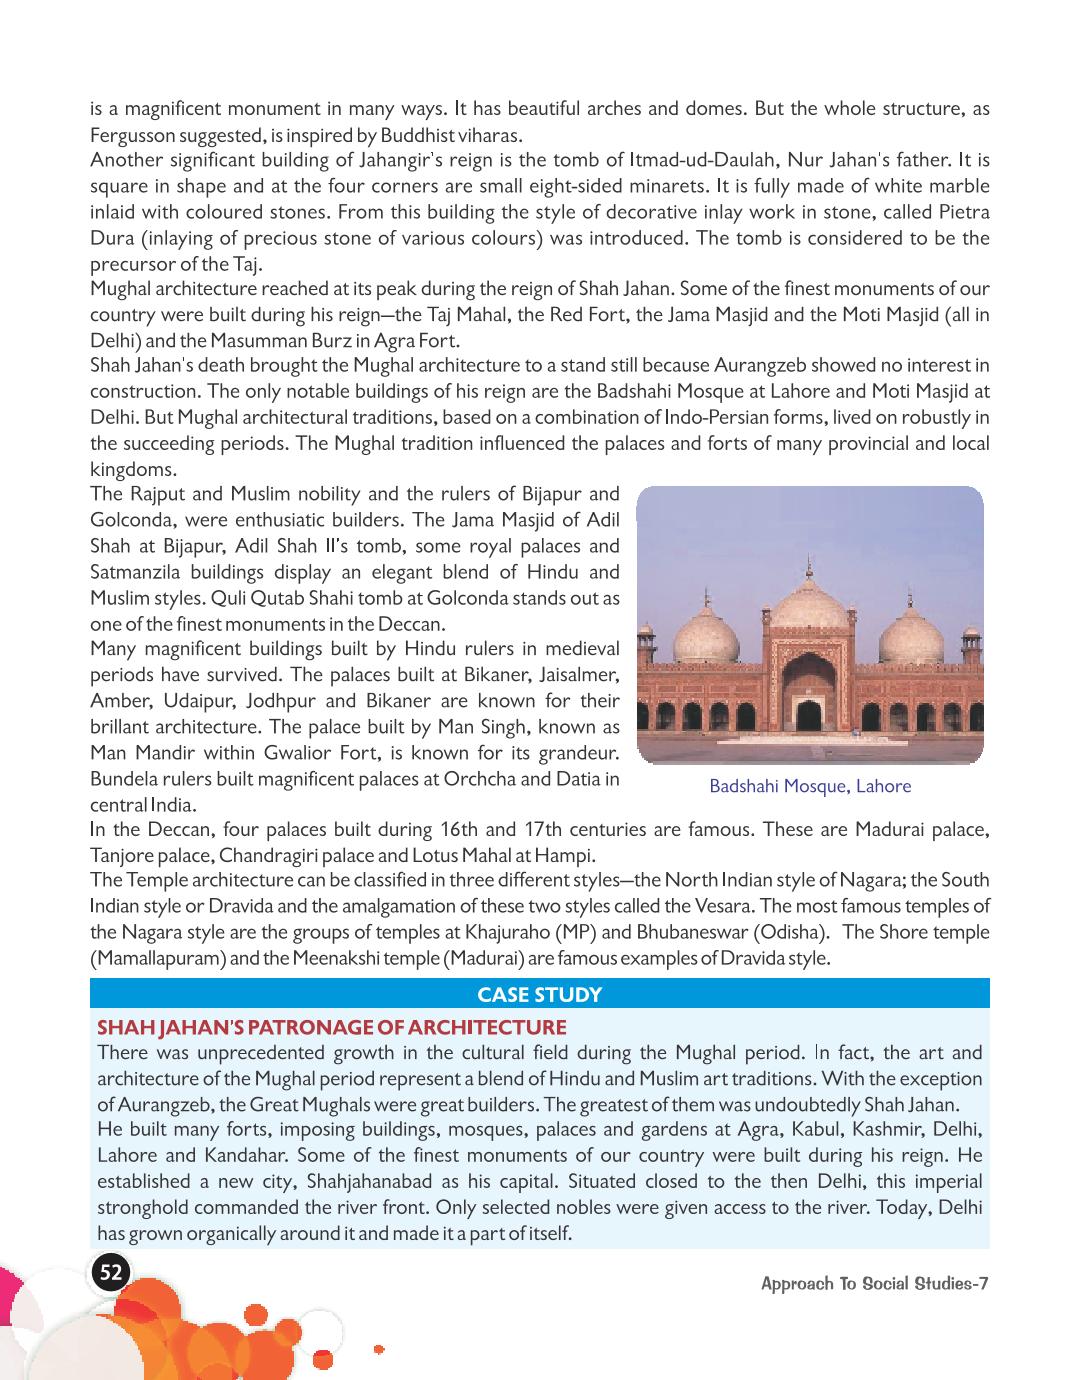 is a magnificent monument in many ways. It has beautiful arches and domes. But the whole structure, as
Fergusson suggested, is inspired by Buddhist viharas.
Another significant building of Jahangir's reign is the tomb of Itmad-ud-Daulah, Nur Jahan's father. It is
square in shape and at the four corners are small eight-sided minarets. It is fully made of white marble
inlaid with coloured stones. From this building the style of decorative inlay work in stone, called Pietra
Dura (inlaying of precious stone of various colours) was introduced. The tomb is considered to be the
precursor of the Taj.
Mughal architecture reached at its peak during the reign of Shah Jahan. Some of the finest monuments of our
country were built during his reign—the Taj Mahal, the Red Fort, the Jama Masjid and the Moti Masjid (all in
Delhi) and the Masumman Burz in Agra Fort.
Shah Jahan's death brought the Mughal architecture to a stand still because Aurangzeb showed no interest in
construction. The only notable buildings of his reign are the Badshahi Mosque at Lahore and Moti Masjid at
Delhi. But Mughal architectural traditions, based on a combination of Indo-Persian forms, lived on robustly in
the succeeding periods. The Mughal tradition influenced the palaces and forts of many provincial and local
kingdoms.
The Rajput and Muslim nobility and the rulers of Bijapur and
Golconda, were enthusiatic builders. The Jama Masjid of Adil
Shah at Bijapur, Adil Shah II's tomb, some royal palaces and
Satmanzila buildings display an elegant blend of Hindu and
Muslim styles. Quli Qutab Shahi tomb at Golconda stands out as
one of the finest monuments in the Deccan.
Many magnificent buildings built by Hindu rulers in medieval
periods have survived. The palaces built at Bikaner, Jaisalmer,
Amber, Udaipur, Jodhpur and Bikaner are known for their
brillant architecture. The palace built by Man Singh, known as
Man Mandir within Gwalior Fort, is known for its grandeur.
Bundela rulers built magnificent palaces at Orchcha and Datia in
central India.
Badshahi Mosque, Lahore
In the Deccan, four palaces built during 16th and 17th centuries are famous. These are Madurai palace,
Tanjore palace, Chandragiri palace and Lotus Mahal at Hampi.
The Temple architecture can be classified in three different styles—the North Indian style of Nagara; the South
Indian style or Dravida and the amalgamation of these two styles called the Vesara. The most famous temples of
the Nagara style are the groups of temples at Khajuraho (MP) and Bhubaneswar (Odisha). The Shore temple
(Mamallapuram) and the Meenakshi temple (Madurai) are famous examples of Dravida style.
CASE STUDY
SHAH JAHAN'S PATRONAGE OF ARCHITECTURE
There was unprecedented growth in the cultural field during the Mughal period. In fact, the art and
architecture of the Mughal period represent a blend of Hindu and Muslim art traditions. With the exception
of Aurangzeb, the Great Mughals were great builders. The greatest of them was undoubtedly Shah Jahan.
He built many forts, imposing buildings, mosques, palaces and gardens at Agra, Kabul, Kashmir, Delhi,
Lahore and Kandahar. Some of the finest monuments of our country were built during his reign. He
established a new city, Shahjahanabad as his capital. Situated closed to the then Delhi, this imperial
stronghold commanded the river front. Only selected nobles were given access to the river. Today, Delhi
has grown organically around it and made it a part of itself.
52
Approach To Social Studies-7